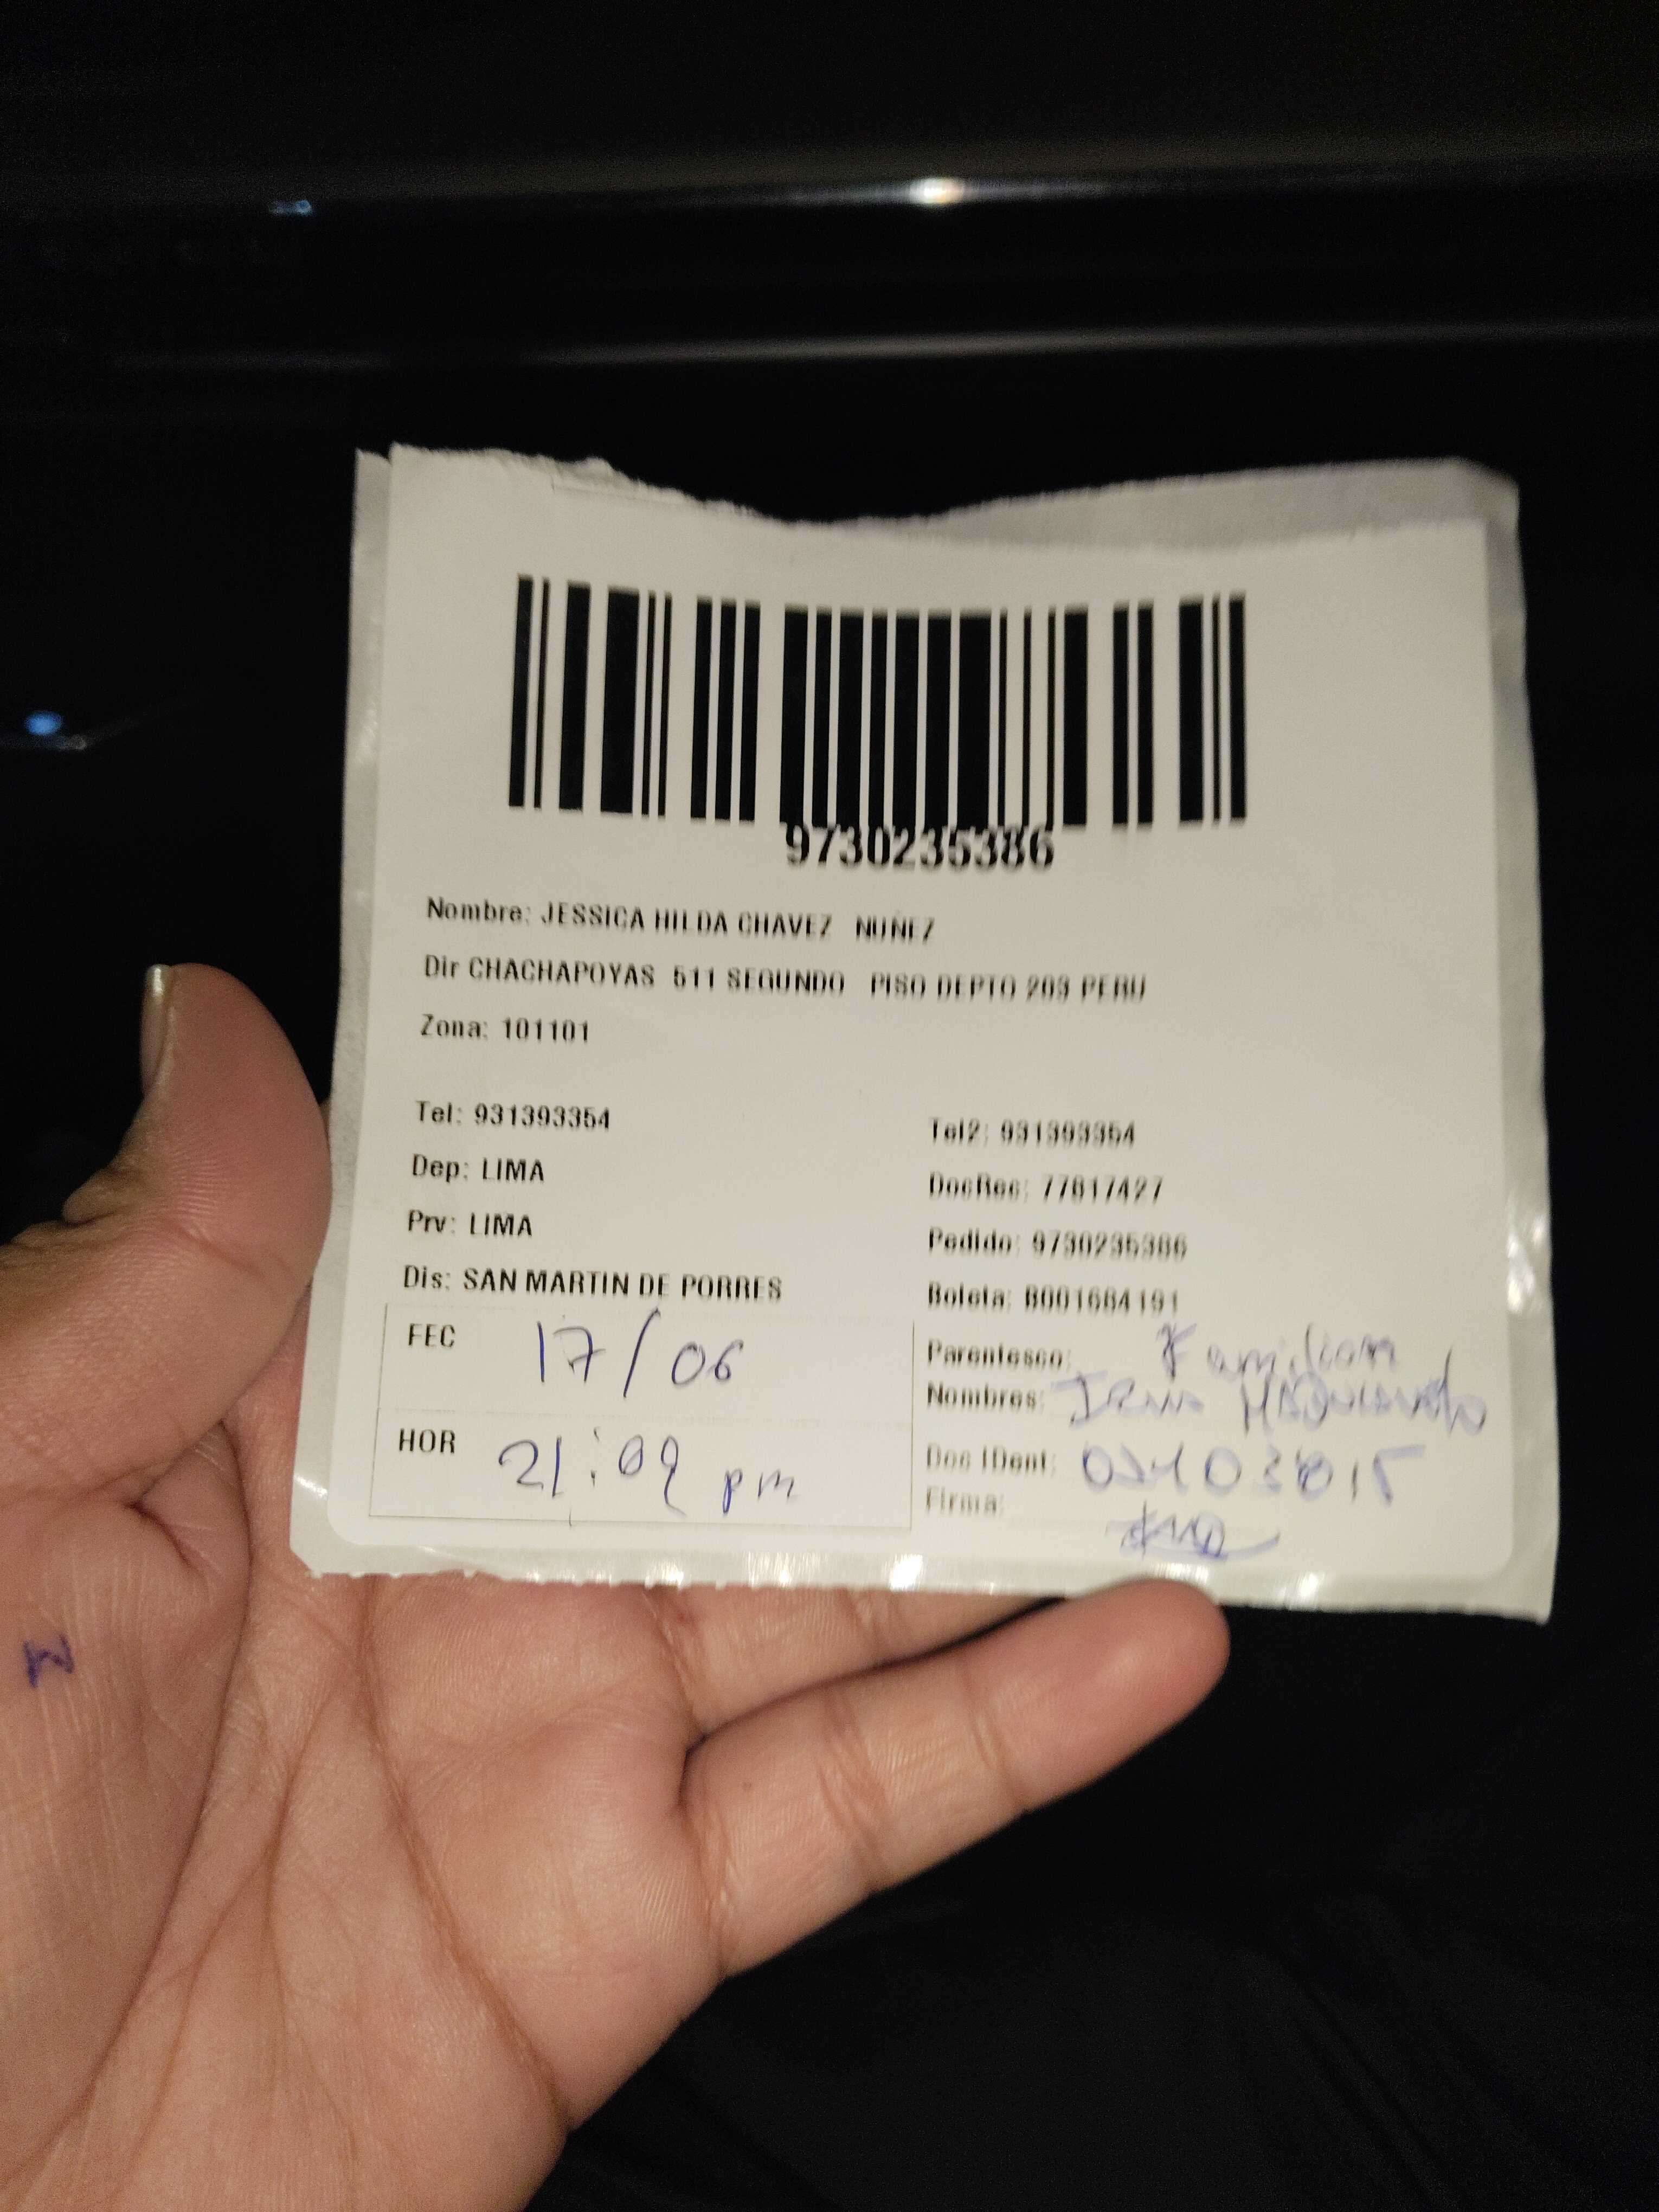 9730235386
Nombre: JESSICA HILDA CHAVEZ NUÑEZ
Dir CHACHAPOYAS 511 SEGUNDO PISO DEPTO 203 PERU
Zona: 101101
Tel: 931393354
Tel2: 931393354
Dep: LIMA
DocRec: 77817427
Prv: LIMA
Pedido: 9730235386
Dis: SAN MARTIN DE PORRES
Boleta: B001684191
FEC 17/06
Parentesco: Familiar
Nombres:
HOR 21:09 pm
Doc IDent:
Firma: